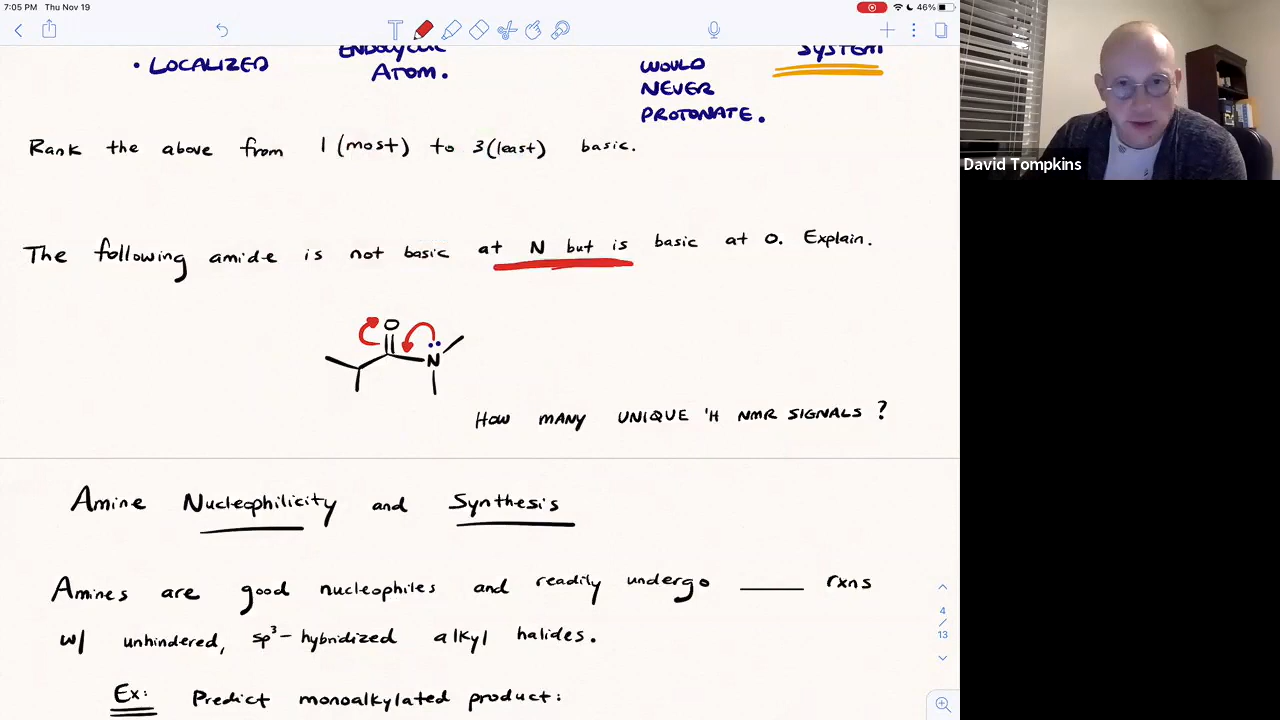 7:05 PM Thu Nov 19
46%
• LOCALIZED
ENDOCYCLIC
ATOM.
WOULD
NEVER
PROTONATE.
SYSTEM
David Tompkins
Rank the above from 1 (most) to 3 (least) basic.
The following amide is not basic at N but is basic at O. Explain.
O
N
HOW MANY UNIQUE ¹H NMR SIGNALS ?
Amine Nucleophilicity and Synthesis
Amines are good nucleophiles and readily undergo ____ rxns
w/ unhindered, sp³-hybridized alkyl halides.
Ex: Predict monoalkylated product:
4
/
13